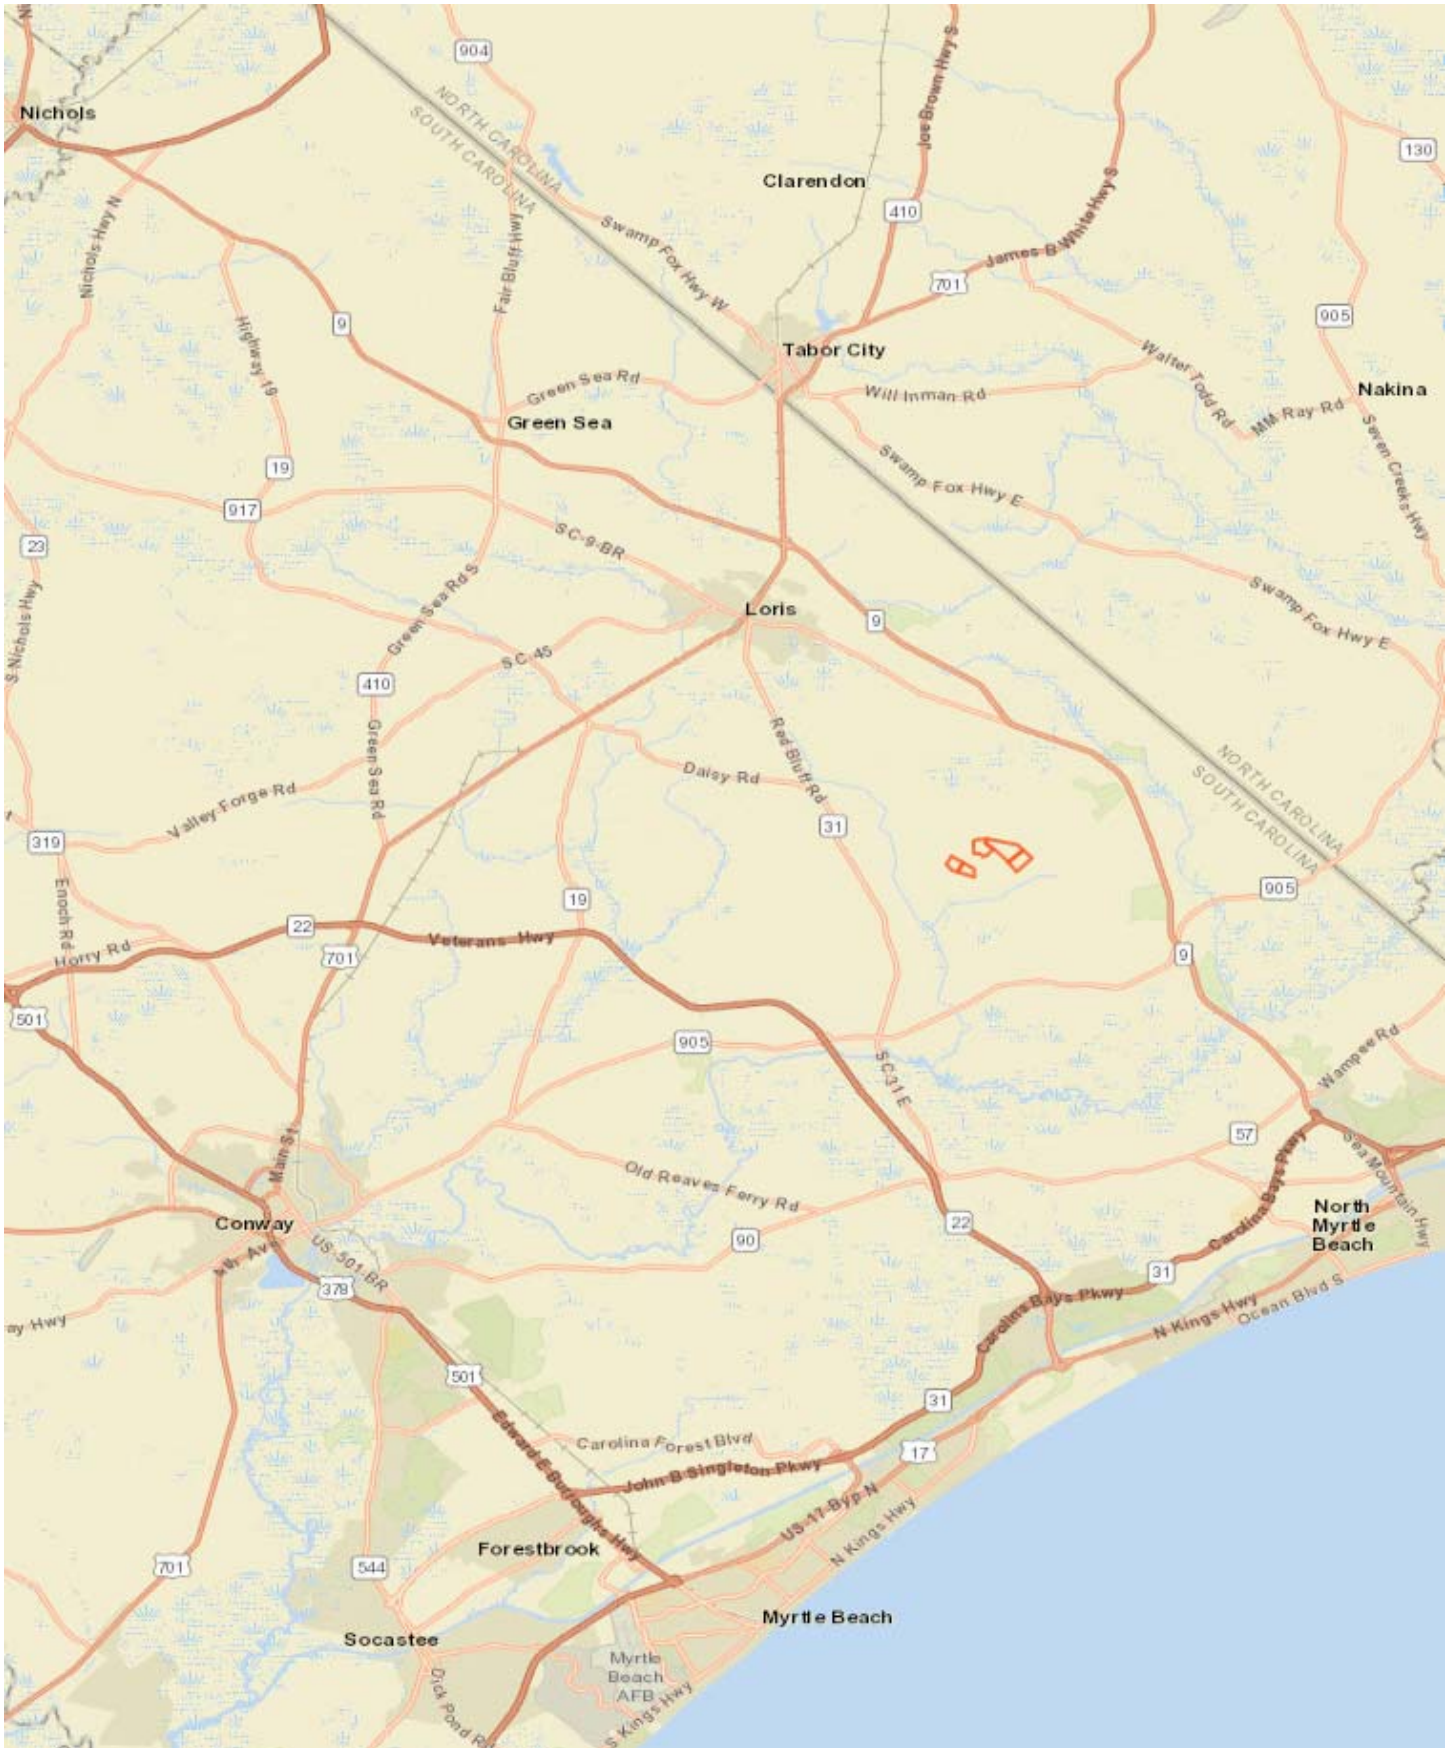 904
Nichols
NORTH CAROLINA
SOUTH CAROLINA
Joe Brown Hwy S
130
Clarendon
410
Nichols Hwy N
Fair Bluff Hwy
Swamp Fox Hwy W
James B White Hwy S
701
9
Highway 19
905
Tabor City
Walter Todd Rd
Green Sea Rd
Will Inman Rd
Nakina
MM Ray Rd
Green Sea
Seven Creeks Hwy
19
Swamp Fox Hwy E
917
SC-9-BR
23
S Nichols Hwy
Green Sea Rd S
Loris
9
Swamp Fox Hwy E
SC-45
410
Green Sea Rd
Red Bluff Rd
Daisy Rd
NORTH CAROLINA
SOUTH CAROLINA
Valley Forge Rd
31
319
Enoch Rd
905
19
22
Veterans Hwy
Horry Rd
701
9
501
905
SC-31 E
Wampee Rd
57
Main St
Sea Mountain Hwy
Carolina Bays Pkwy
Old Reaves Ferry Rd
Conway
22
North
Myrtle
Beach
4th Ave
US-501-BR
90
378
31
Carolina Bays Pkwy
ay Hwy
N Kings Hwy
Ocean Blvd S
501
31
Edward E Burroughs Hwy
Carolina Forest Blvd
17
John B Singleton Pkwy
US-17 Byp N
N Kings Hwy
Forestbrook
701
544
Myrtle Beach
Socastee
Myrtle
Beach
AFB
Dick Pond R
S Kings Hwy